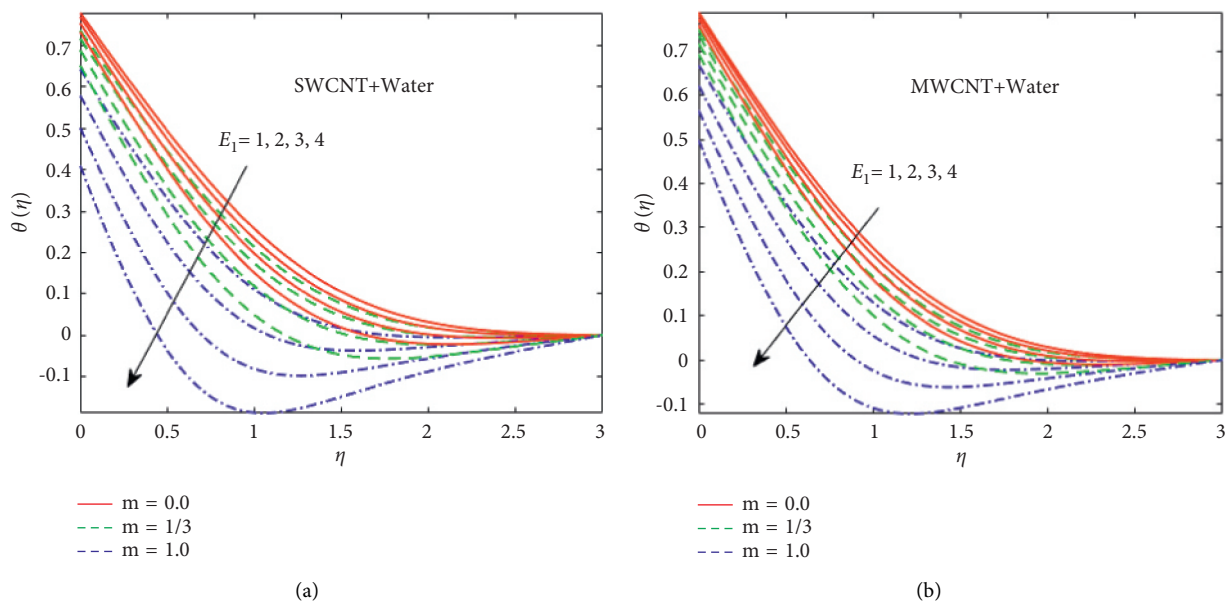 0.7
0.6
0.5
0.4
0.3
0.2
0.1
0
-0.1
θ (η)
SWCNT+Water
E₁= 1, 2, 3, 4
0 0.5 1 1.5 2 2.5 3
η
m = 0.0
m = 1/3
m = 1.0
(a)
0.7
0.6
0.5
0.4
0.3
0.2
0.1
0
-0.1
θ (η)
MWCNT+Water
E₁= 1, 2, 3, 4
0 0.5 1 1.5 2 2.5 3
η
m = 0.0
m = 1/3
m = 1.0
(b)